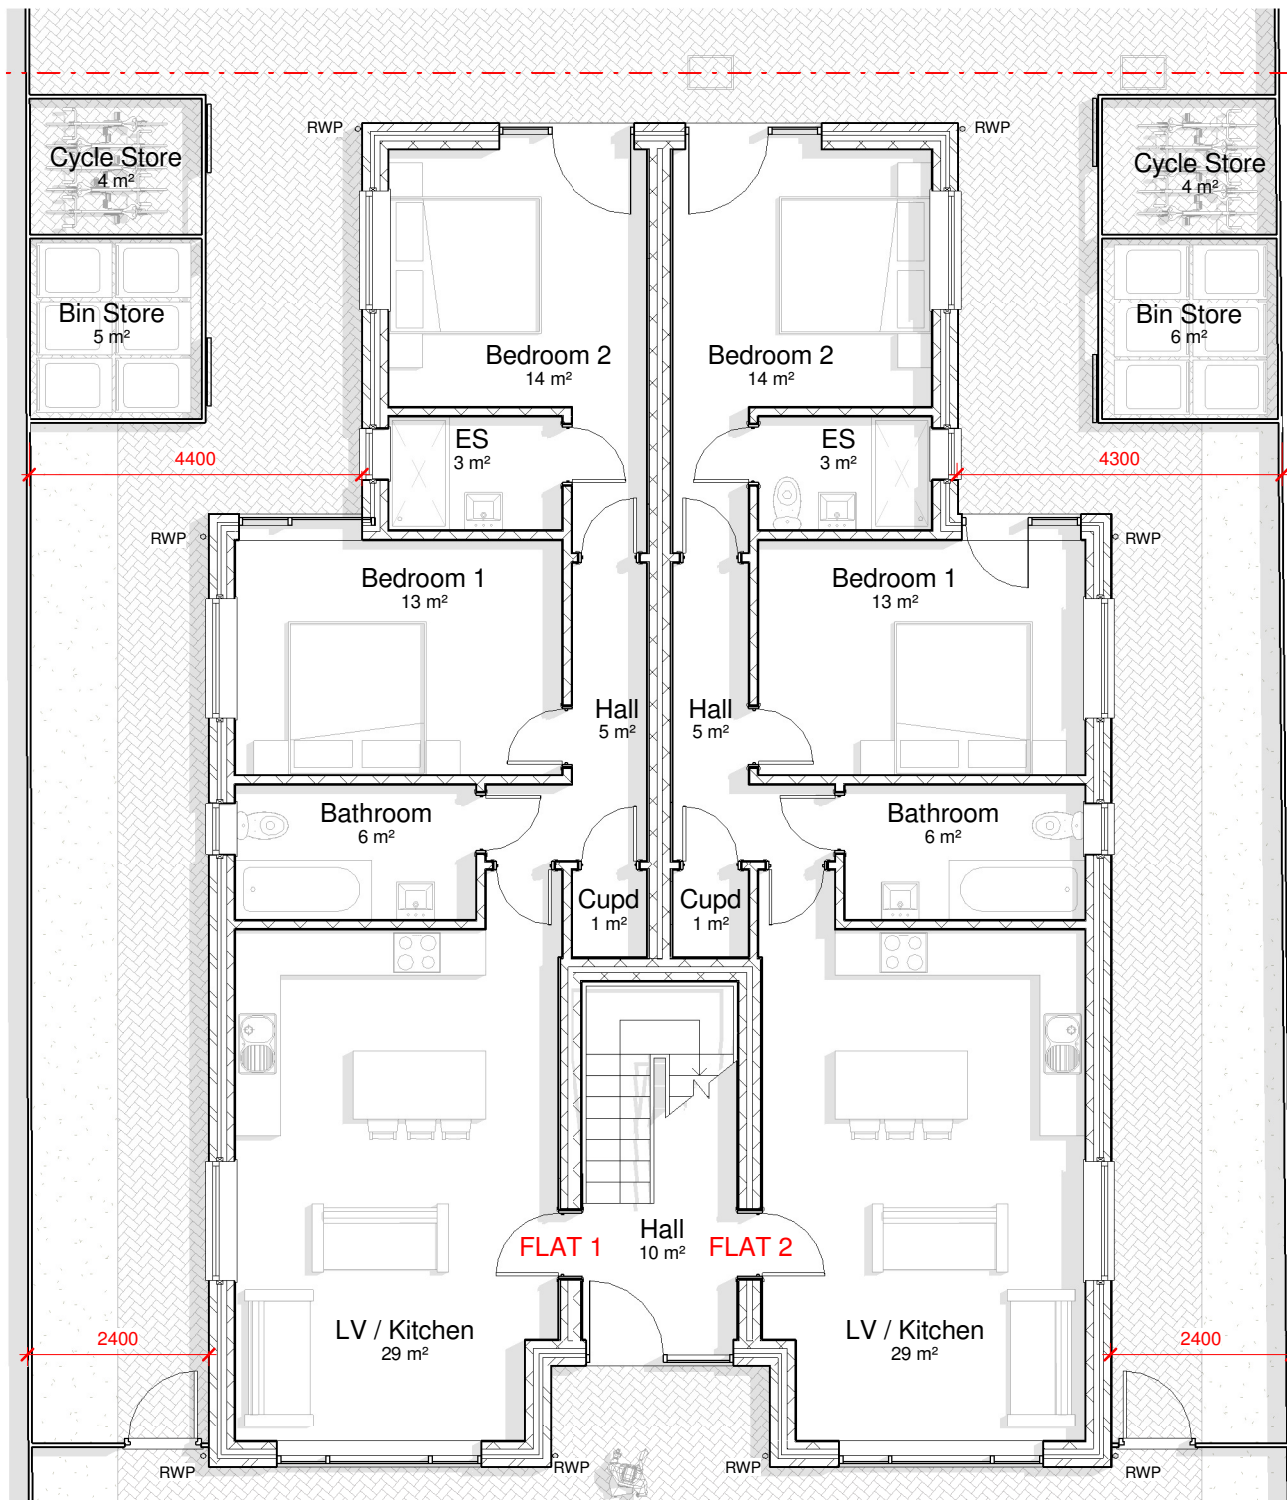 RWP
RWP
Cycle Store
4 m²
Cycle Store
4 m²
Bin Store
5 m²
Bin Store
6 m²
Bedroom 2
14 m²
Bedroom 2
14 m²
ES
3 m²
ES
3 m²
4400
4300
RWP
RWP
Bedroom 1
13 m²
Bedroom 1
13 m²
Hall
5 m²
Hall
5 m²
Bathroom
6 m²
Bathroom
6 m²
Cupd
1 m²
Cupd
1 m²
FLAT 1
Hall
10 m²
FLAT 2
LV / Kitchen
29 m²
LV / Kitchen
29 m²
2400
2400
RWP
RWP
RWP
RWP